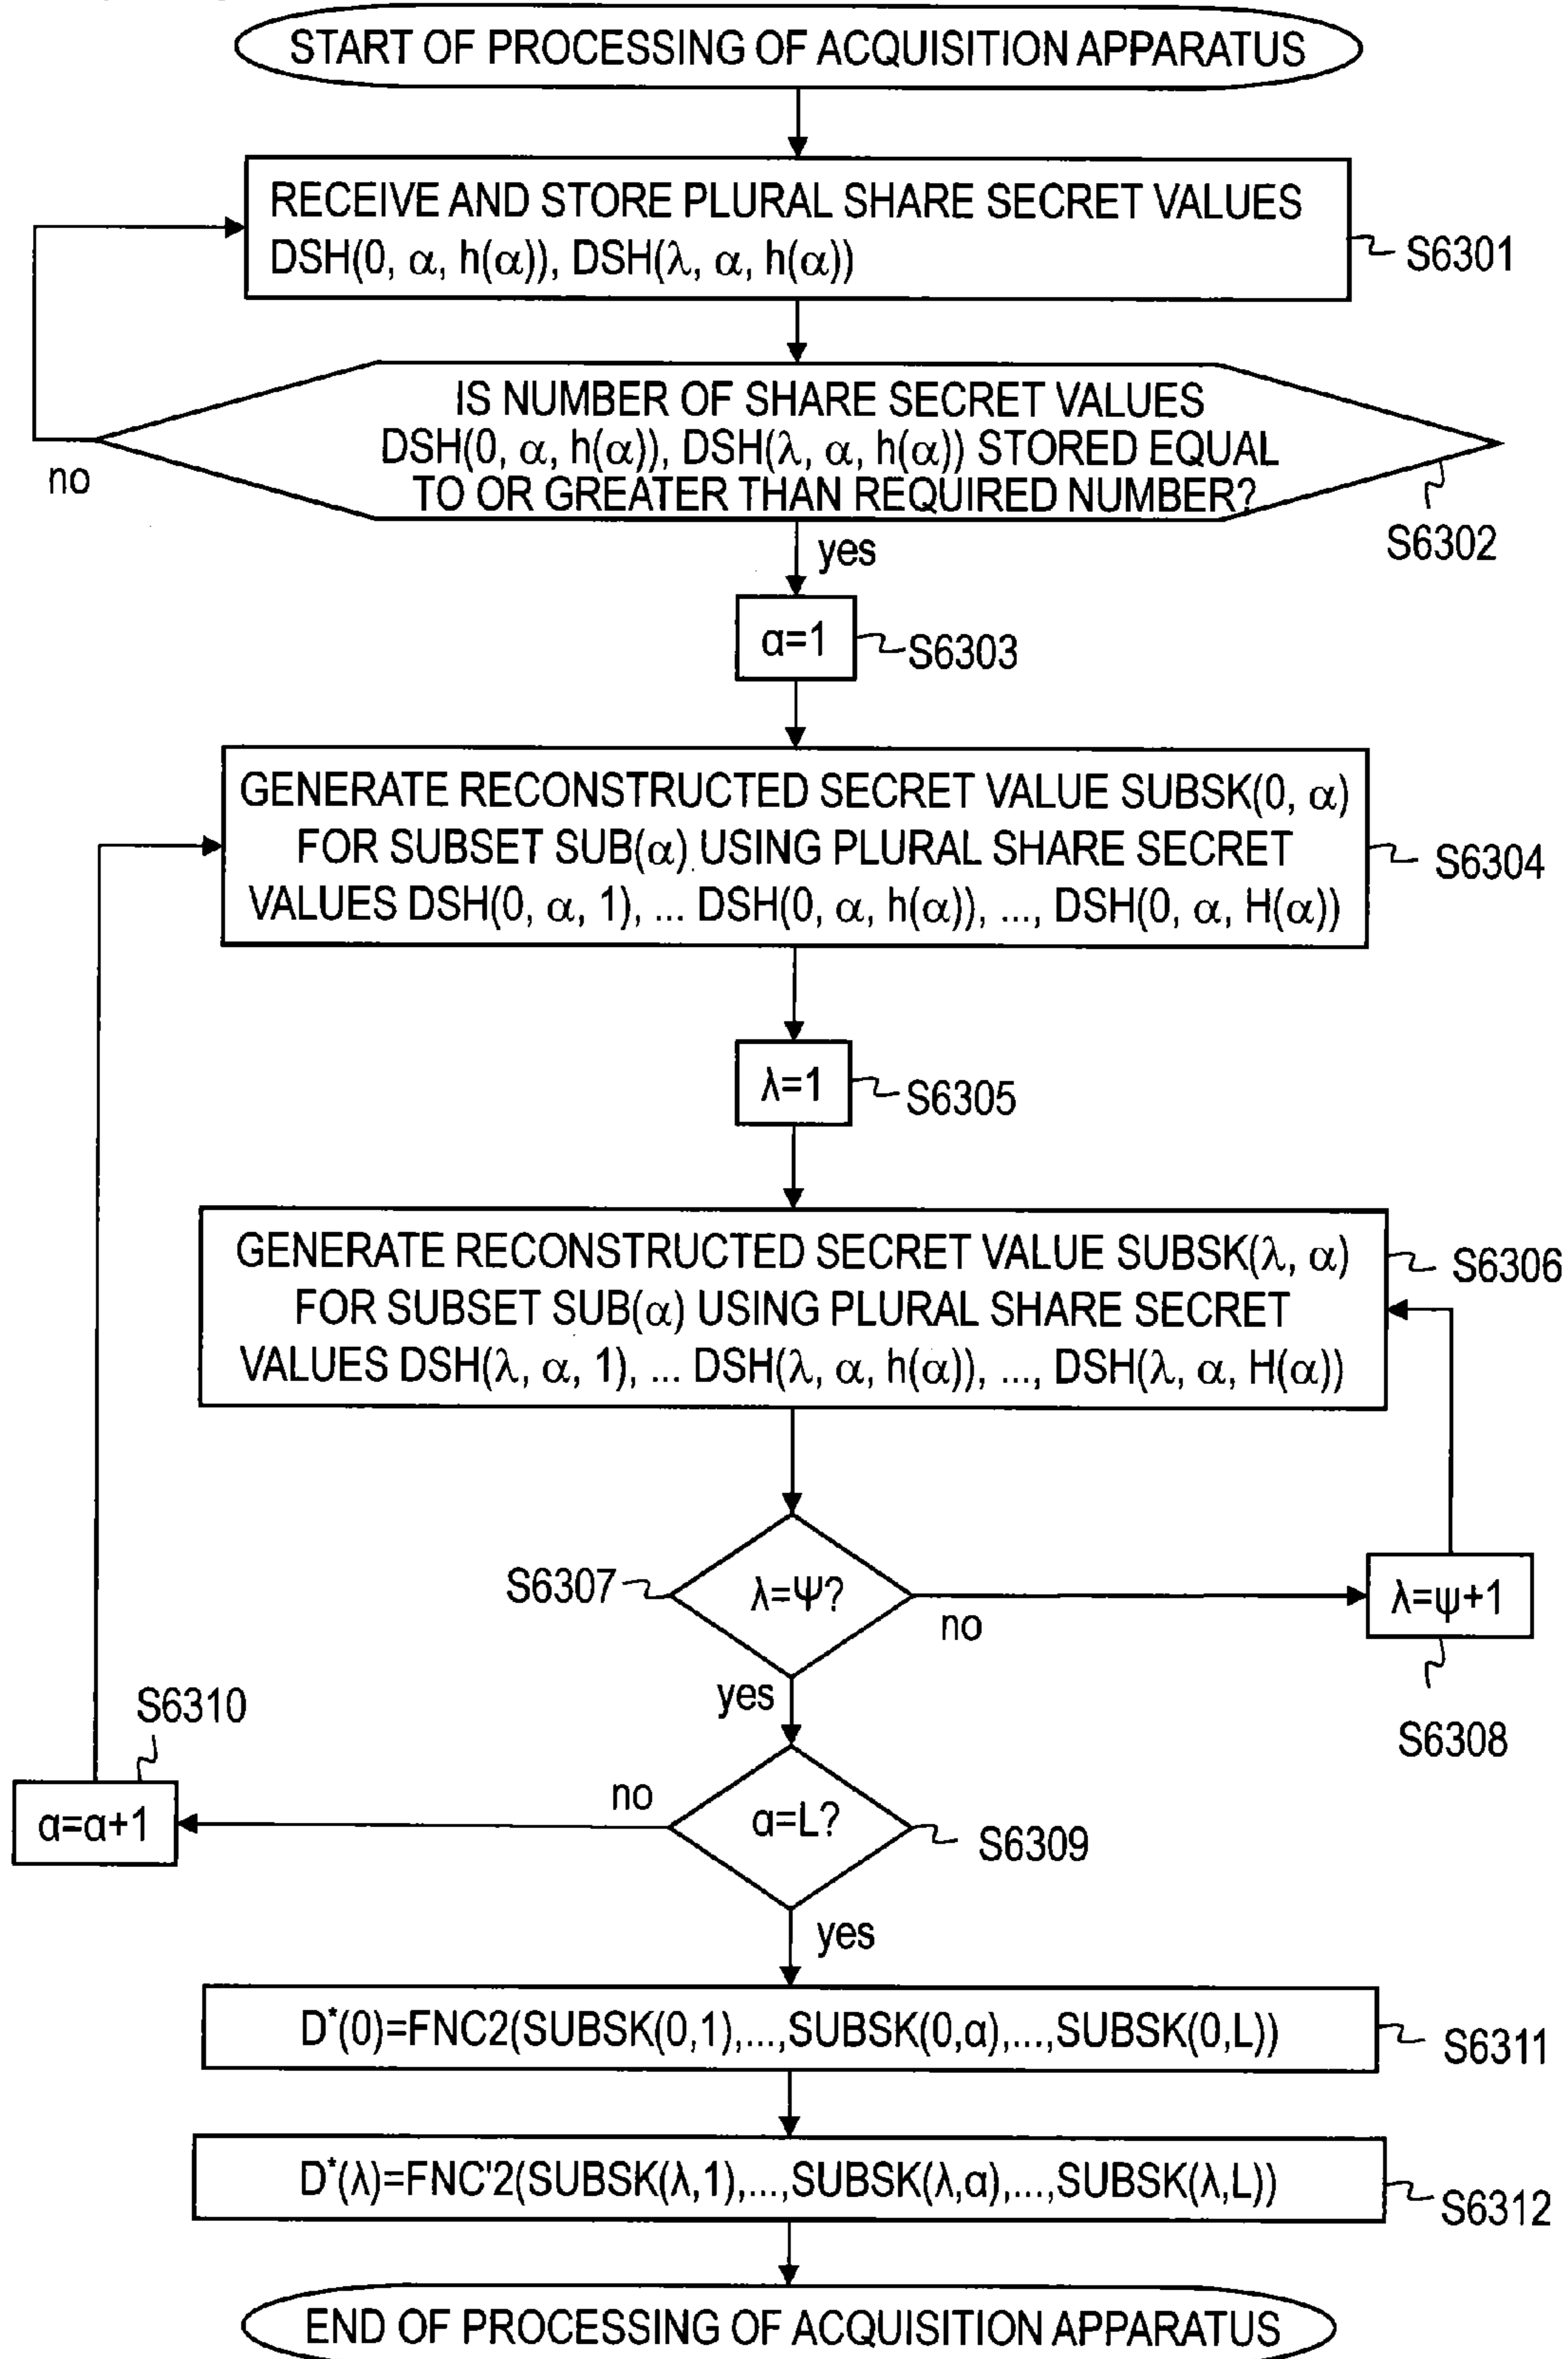 START OF PROCESSING OF ACQUISITION APPARATUS
RECEIVE AND STORE PLURAL SHARE SECRET VALUES
DSH(0, α, h(α)), DSH(λ, α, h(α))
S6301
IS NUMBER OF SHARE SECRET VALUES
DSH(0, α, h(α)), DSH(λ, α, h(α)) STORED EQUAL
TO OR GREATER THAN REQUIRED NUMBER?
no
S6302
yes
α=1
S6303
GENERATE RECONSTRUCTED SECRET VALUE SUBSK(0, α)
FOR SUBSET SUB(α) USING PLURAL SHARE SECRET
VALUES DSH(0, α, 1), ... DSH(0, α, h(α)), ..., DSH(0, α, H(α))
S6304
λ=1
S6305
GENERATE RECONSTRUCTED SECRET VALUE SUBSK(λ, α)
FOR SUBSET SUB(α) USING PLURAL SHARE SECRET
VALUES DSH(λ, α, 1), ... DSH(λ, α, h(α)), ..., DSH(λ, α, H(α))
S6306
S6307
λ=Ψ?
no
λ=ψ+1
S6308
yes
S6310
α=α+1
no
α=L?
S6309
yes
D*(0)=FNC2(SUBSK(0,1),...,SUBSK(0,α),...,SUBSK(0,L))
S6311
D*(λ)=FNC'2(SUBSK(λ,1),...,SUBSK(λ,α),...,SUBSK(λ,L))
S6312
END OF PROCESSING OF ACQUISITION APPARATUS